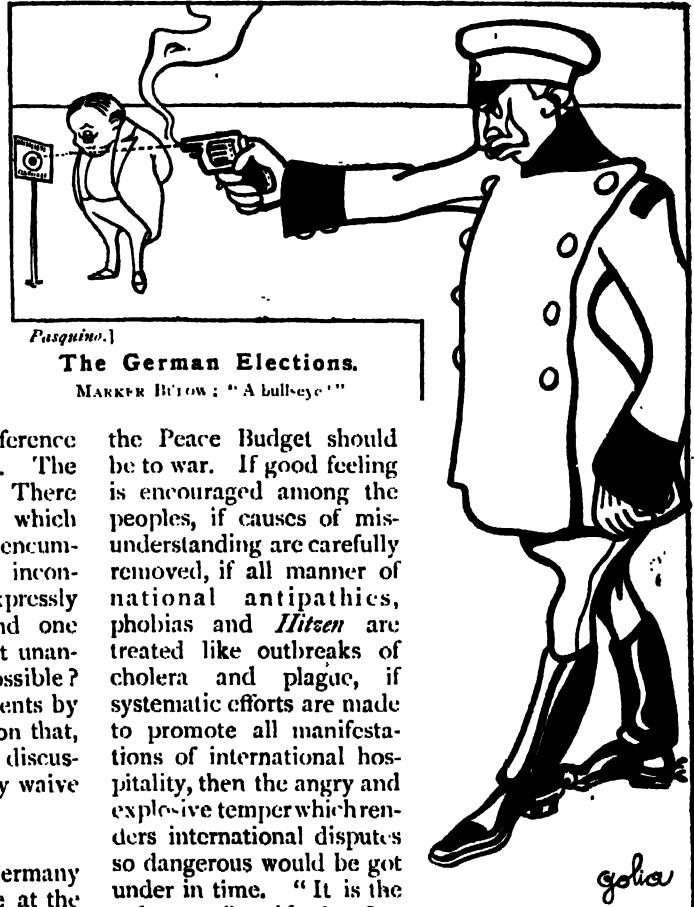 Pasquino.]
The German Elections.
MARKER BÜLOW: "A bull-eye!"
ference
. The
There
which
encum-
incon-
xpressly
nd one
t unan-
ossible?
ents by
on that,
discus-
y waive
ermany
e at the
the Peace Budget should
be to war. If good feeling
is encouraged among the
peoples, if causes of mis-
understanding are carefully
removed, if all manner of
national antipathies,
phobias and Hitzen are
treated like outbreaks of
cholera and plague, if
systematic efforts are made
to promote all manifesta-
tions of international hos-
pitality, then the angry and
explosive temper which ren-
ders international disputes
so dangerous would be got
under in time. "It is the
golia